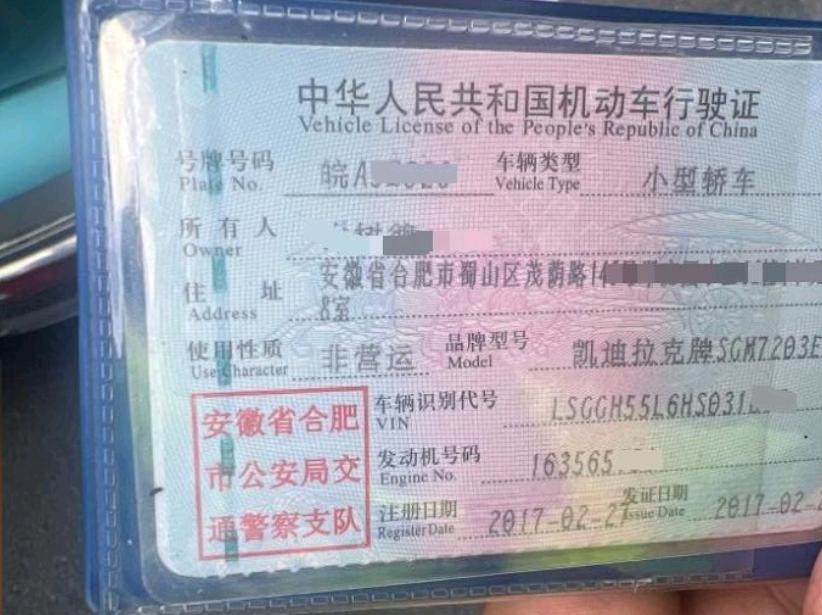 中华人民共和国机动车行驶证
Vehicle License of the People's Republic of China
号牌号码 皖A 车辆类型 小型轿车
Plate No. Vehicle Type
所有人
Owner
住址 安徽省合肥市蜀山区茂荫路
Address 8室
使用性质 非营运 品牌型号 凯迪拉克牌SGM7203E
Use Character Model
安徽省合肥 车辆识别代号 LSGGH55L6HS031
VIN
市公安局交 发动机号码 163565
Engine No.
通警察支队 注册日期 2017-02-27 发证日期 2017-02-2
Register Date Issue Date